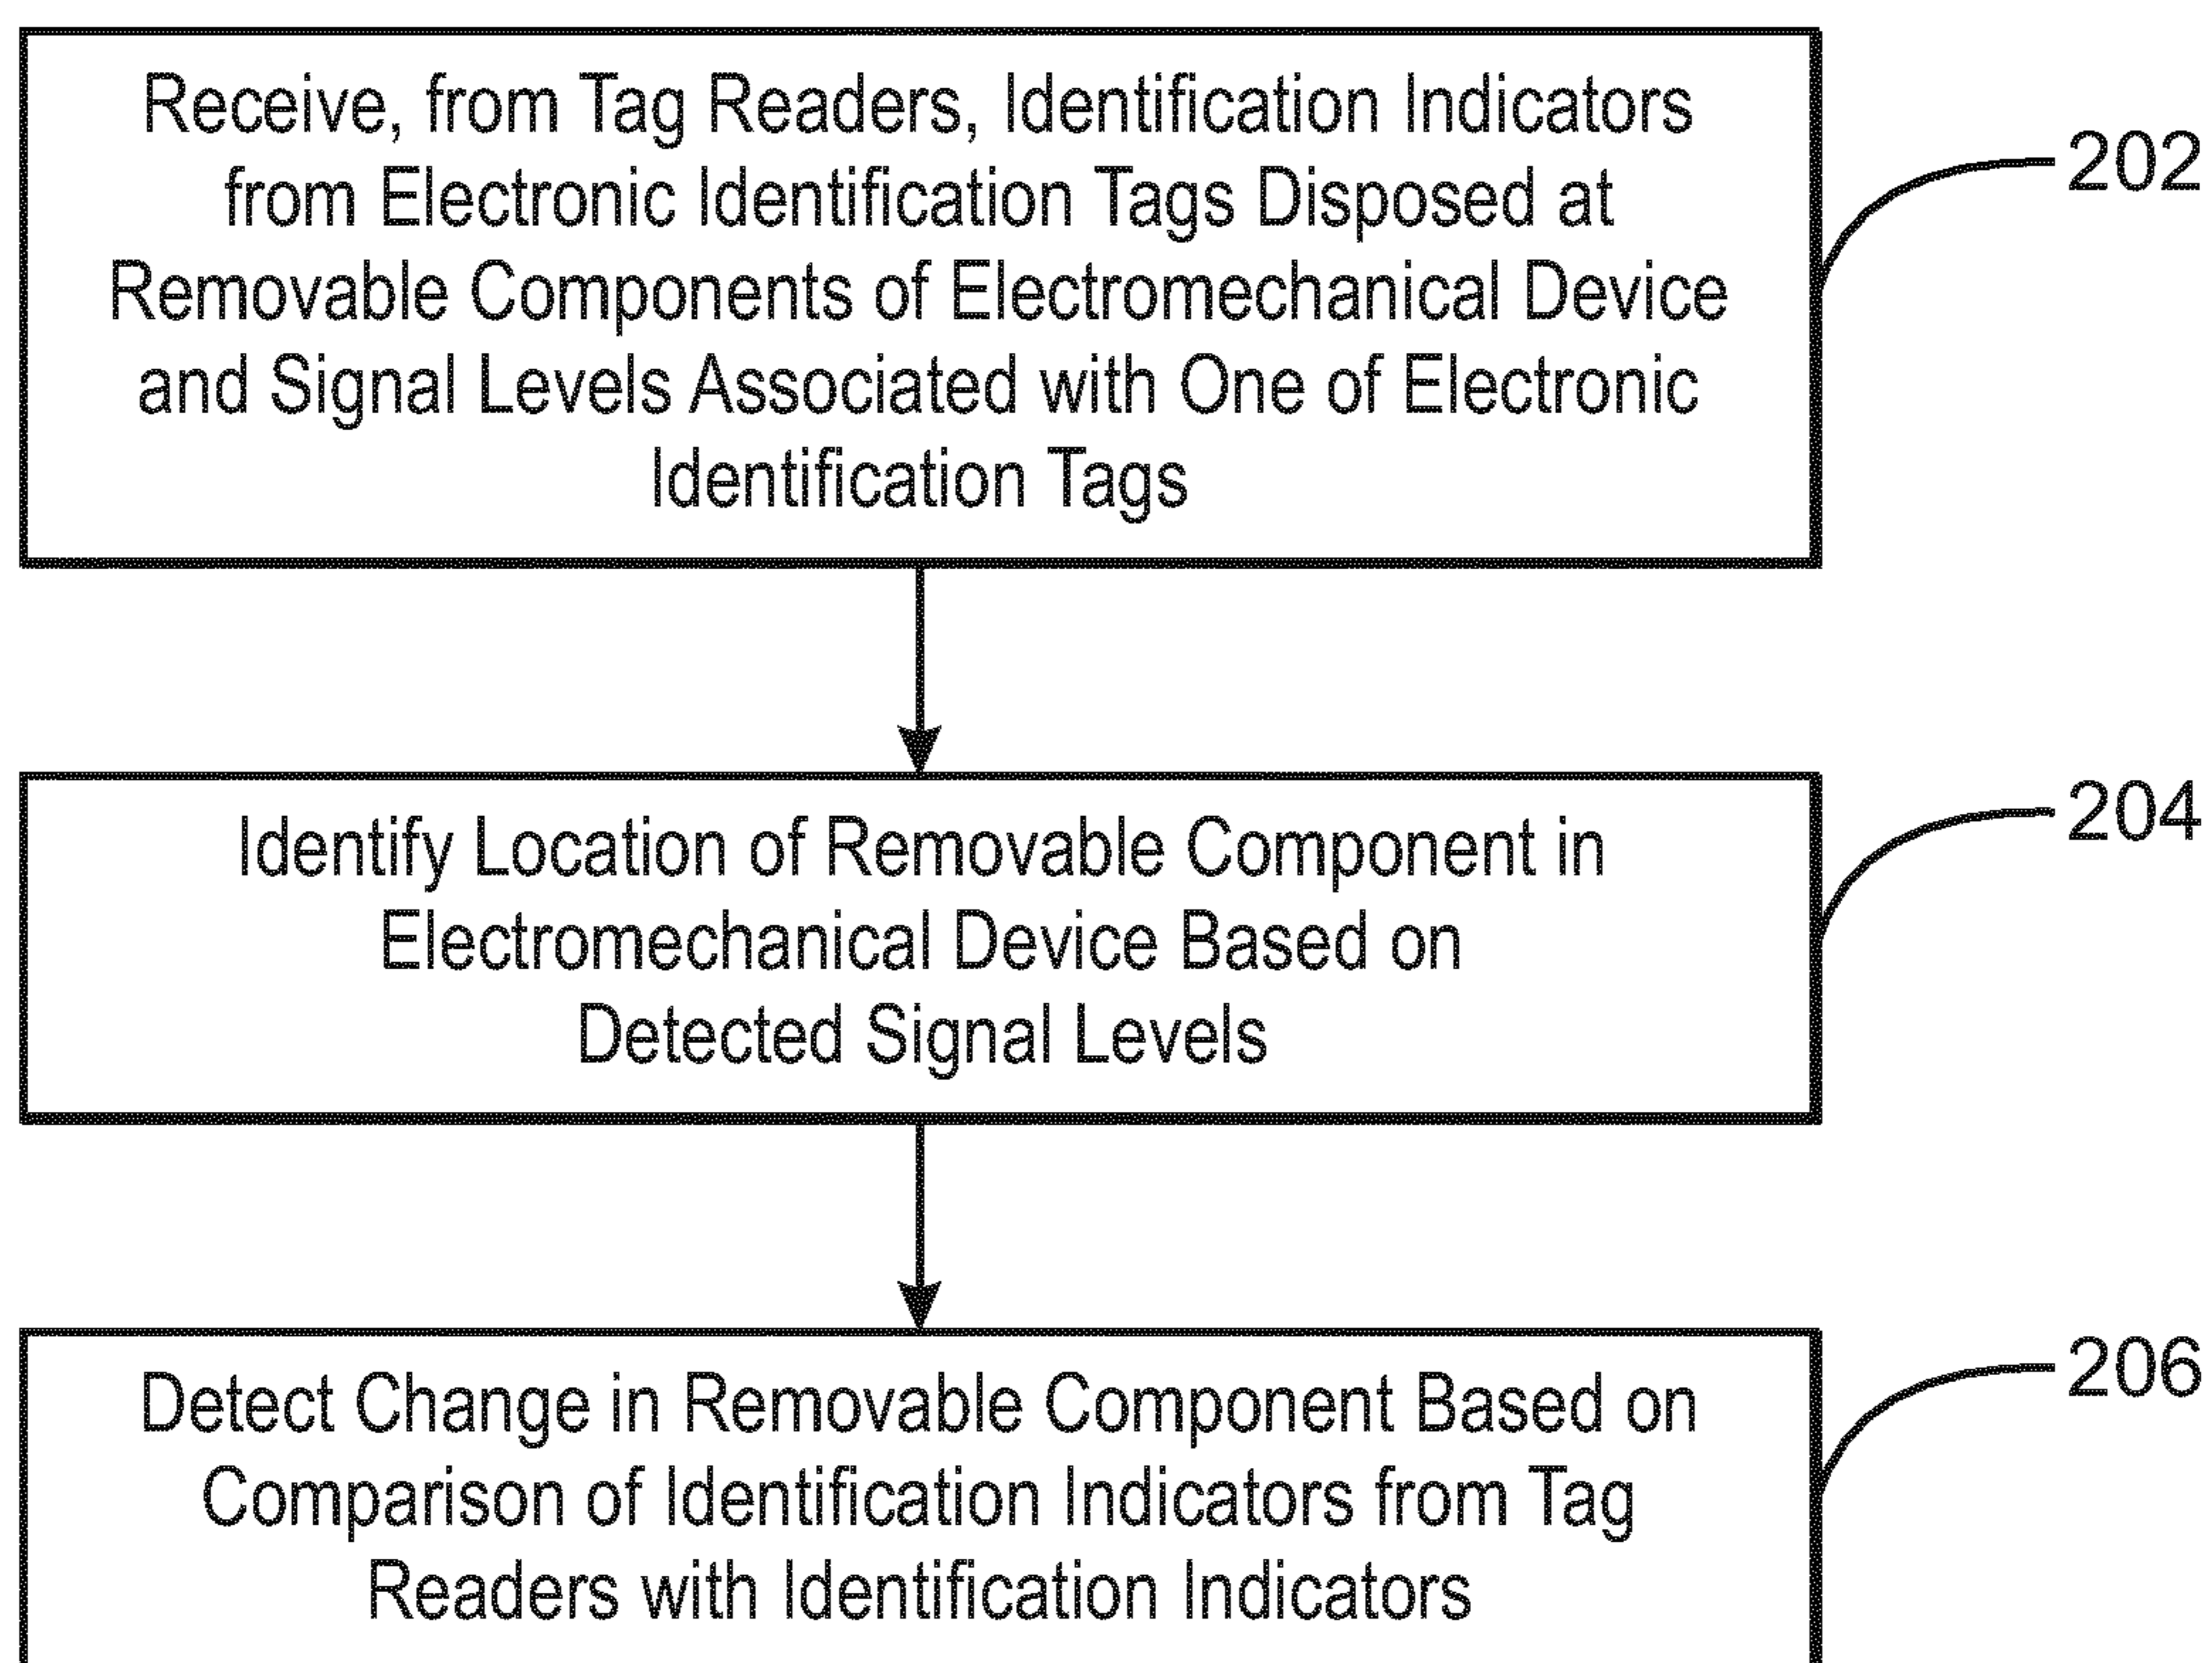 Receive, from Tag Readers, Identification Indicators
from Electronic Identification Tags Disposed at
Removable Components of Electromechanical Device
and Signal Levels Associated with One of Electronic
Identification Tags
202
Identify Location of Removable Component in
Electromechanical Device Based on
Detected Signal Levels
204
Detect Change in Removable Component Based on
Comparison of Identification Indicators from Tag
Readers with Identification Indicators
206